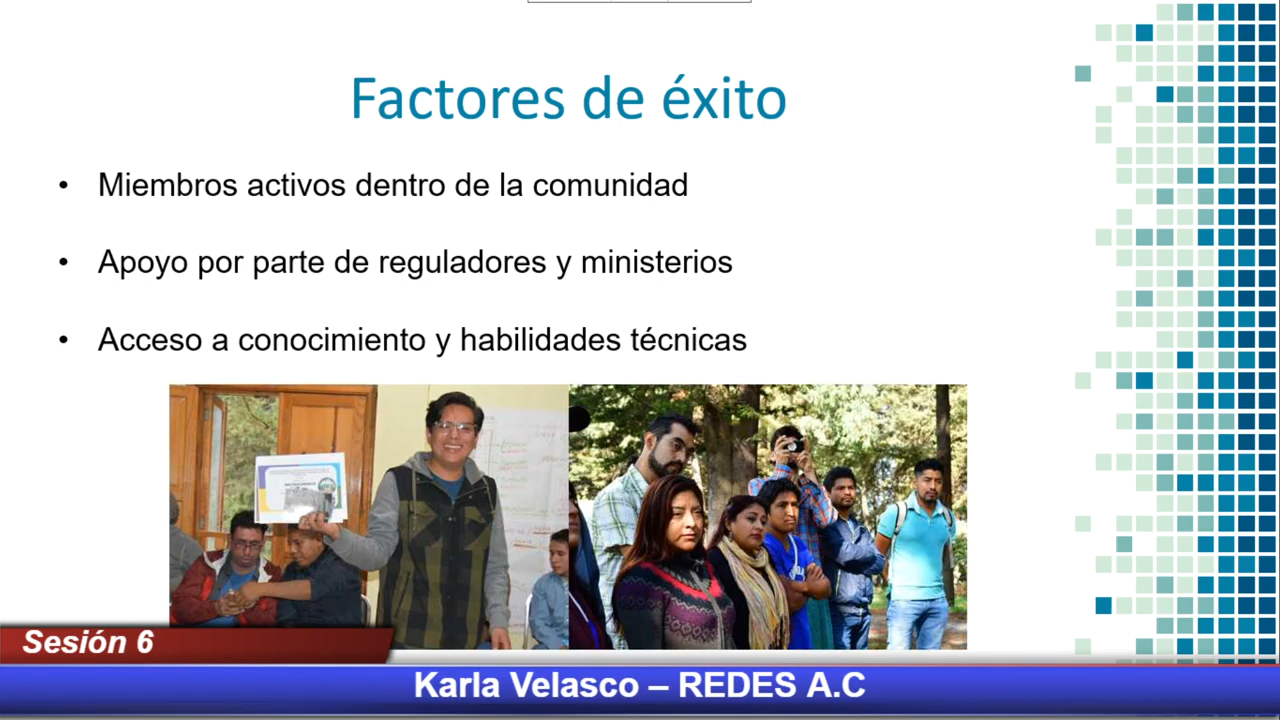 Factores de éxito
• Miembros activos dentro de la comunidad
• Apoyo por parte de reguladores y ministerios
• Acceso a conocimiento y habilidades técnicas
Sesión 6
Karla Velasco – REDES A.C